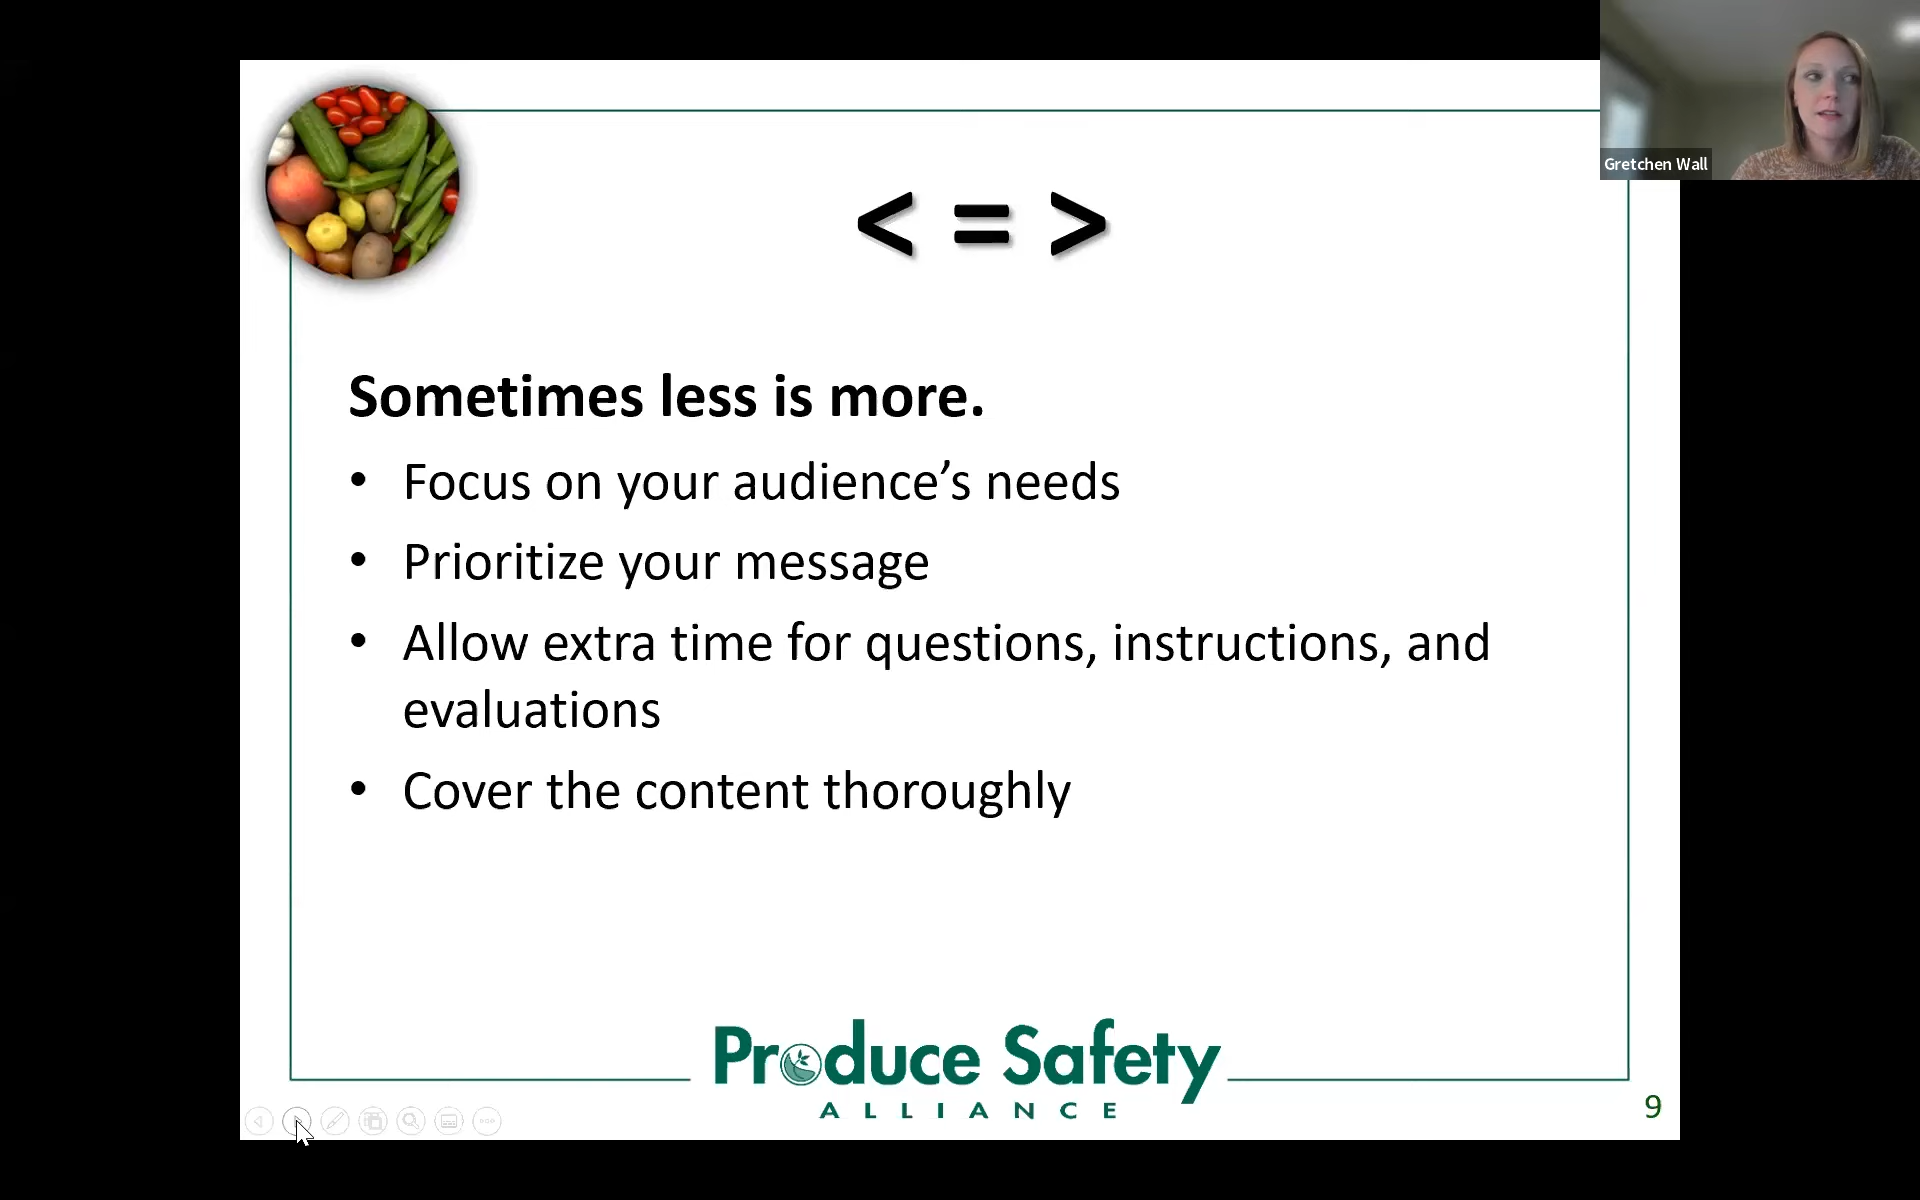 Gretchen Wall
< = >
Sometimes less is more.
• Focus on your audience’s needs
• Prioritize your message
• Allow extra time for questions, instructions, and
evaluations
• Cover the content thoroughly
Produce Safety
ALLIANCE
9